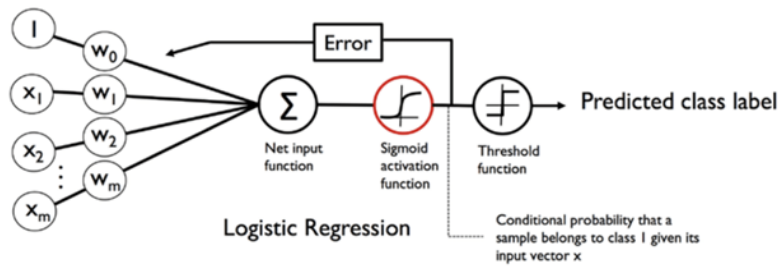 1
w0
Error
x1
w1
Σ
Predicted class label
x2
w2
⋮
wm
xm
Net input
function
Sigmoid
activation
function
Threshold
function
Logistic Regression
Conditional probability that a
sample belongs to class 1 given its
input vector x